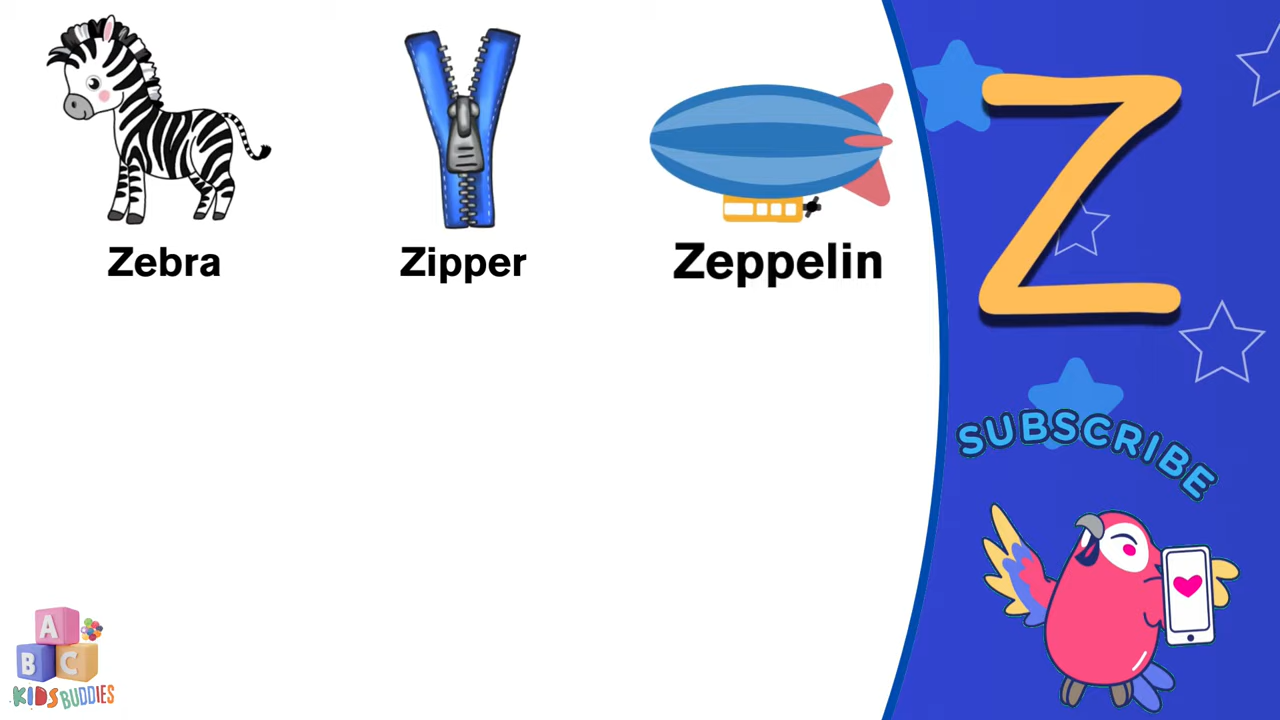 Zebra
Zipper
Zeppelin
Z
SUBSCRIBE
A
B C
KIDS BUDDIES